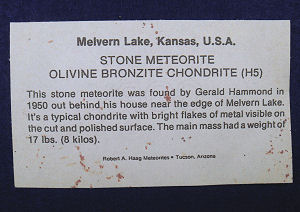 Melvern Lake, Kansas, U.S.A.
STONE METEORITE
OLIVINE BRONZITE CHONDRITE (H5)
This stone meteorite was found by Gerald Hammond in
1950 out behind his house near the edge of Melvern Lake.
It's a typical chondrite with bright flakes of metal visible on
the cut and polished surface. The main mass had a weight of
17 lbs. (8 kilos).
Robert A. Haag Meteorites • Tucson, Arizona